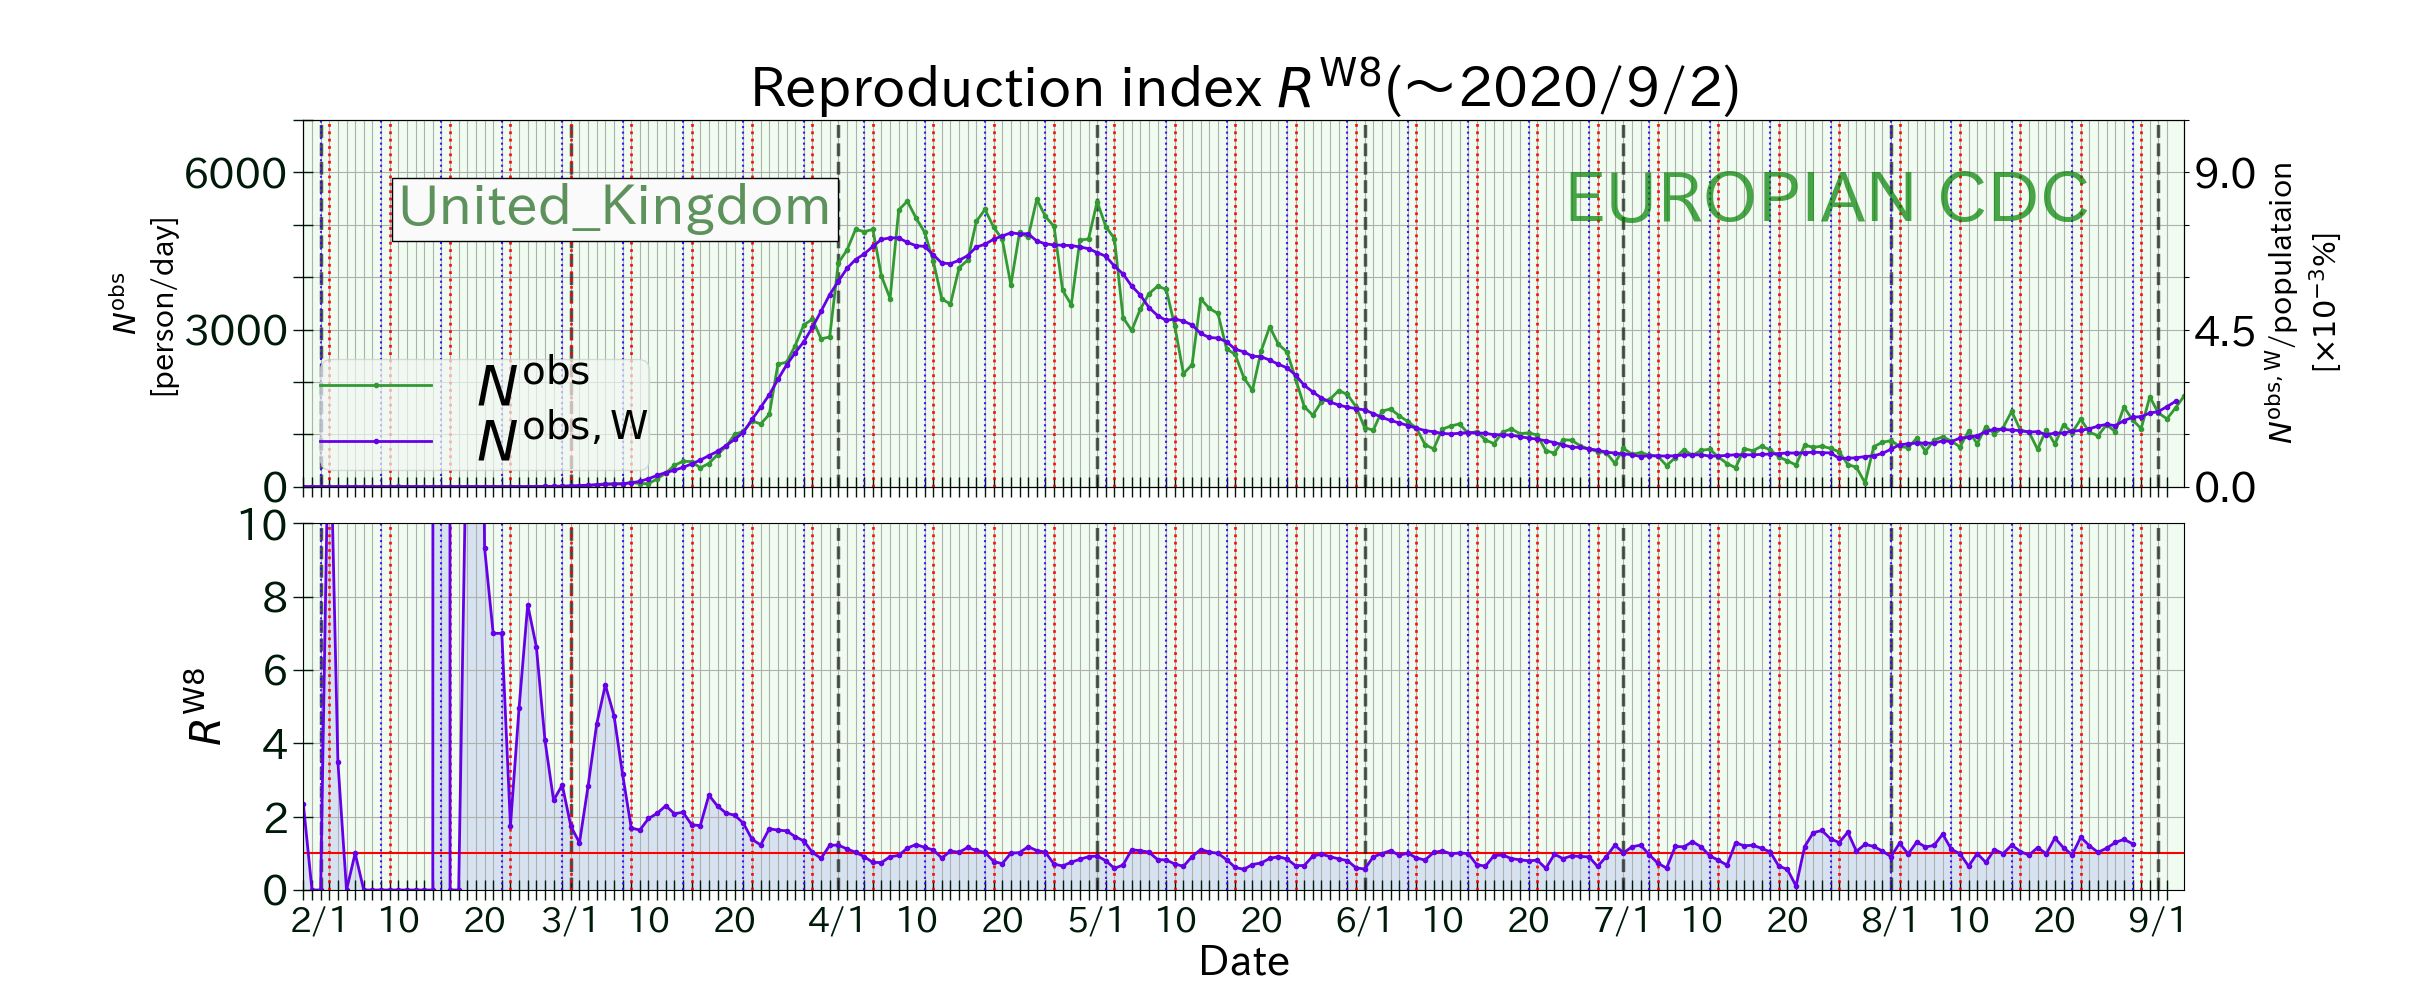 Reproduction index R^W8(~2020/9/2)
United_Kingdom
EUROPIAN CDC
N^obs
[person/day]
6000
3000
0
9.0
4.5
0.0
N^obs, W/populataion
[×10^−3%]
N^obs
N^obs, W
R^W8
10
8
6
4
2
0
2/1 10 20 3/1 10 20 4/1 10 20 5/1 10 20 6/1 10 20 7/1 10 20 8/1 10 20 9/1
Date